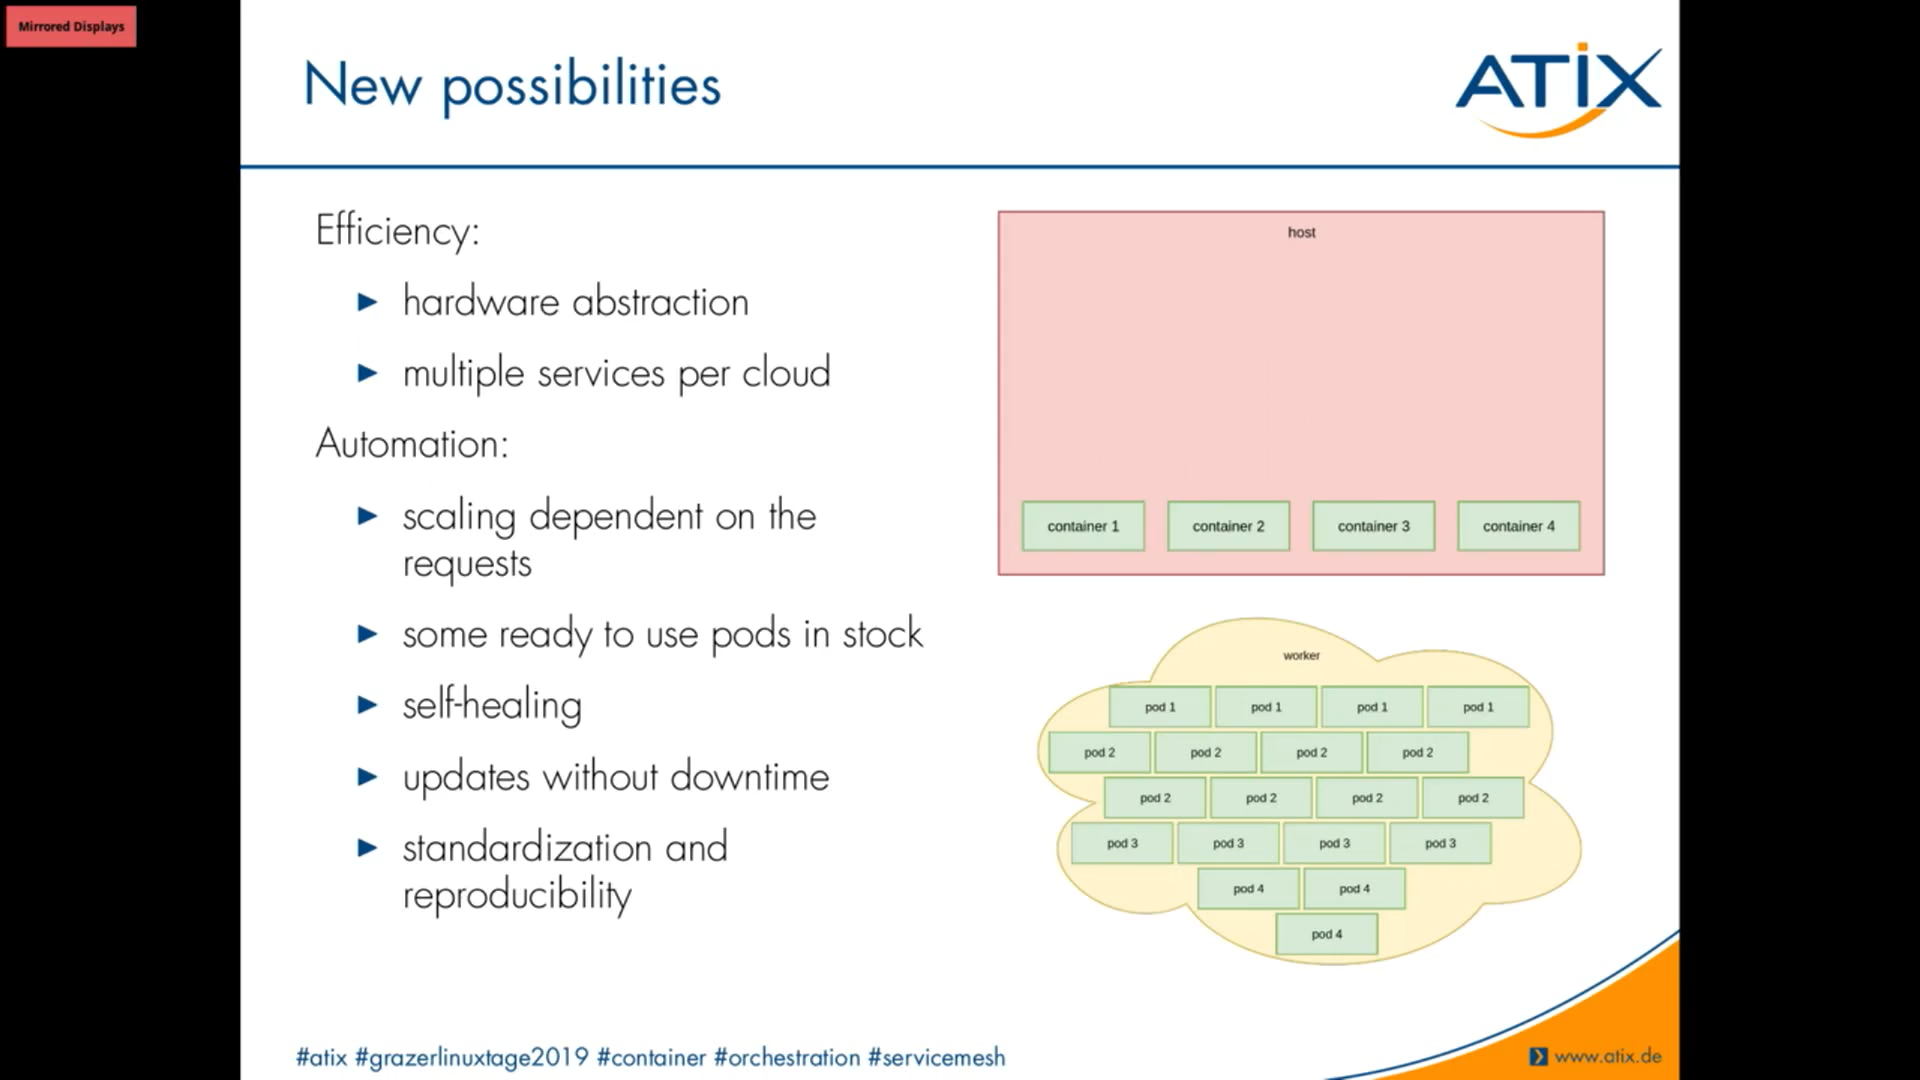 Mirrored Displays
New possibilities
ATIX
Efficiency:
hardware abstraction
multiple services per cloud
Automation:
scaling dependent on the
requests
some ready to use pods in stock
self-healing
updates without downtime
standardization and
reproducibility
host
container 1 container 2 container 3 container 4
worker
pod 1 pod 1 pod 1 pod 1
pod 2 pod 2 pod 2 pod 2
pod 2 pod 2 pod 2 pod 2
pod 3 pod 3 pod 3 pod 3
pod 4 pod 4
pod 4
#atix #grazerlinuxtage2019 #container #orchestration #servicemesh
www.atix.de